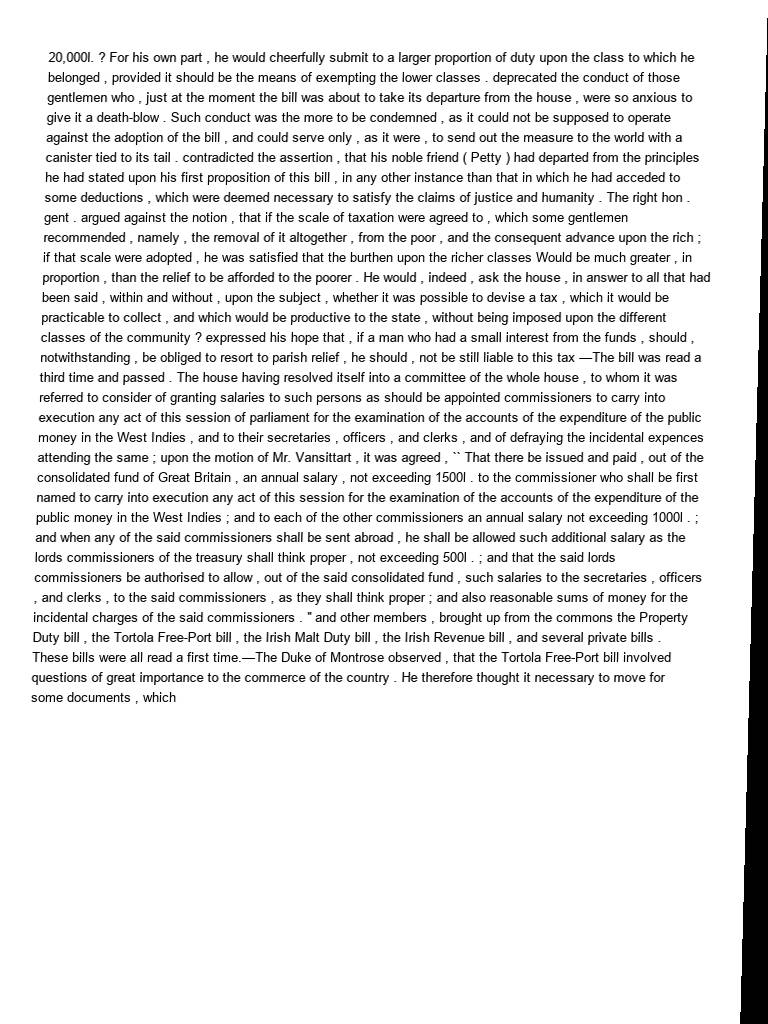 20,000l. ? For his own part , he would cheerfully submit to a larger proportion of duty upon the class to which he
belonged , provided it should be the means of exempting the lower classes . deprecated the conduct of those
gentlemen who , just at the moment the bill was about to take its departure from the house , were so anxious to
give it a death-blow . Such conduct was the more to be condemned , as it could not be supposed to operate
against the adoption of the bill , and could serve only , as it were , to send out the measure to the world with a
canister tied to its tail . contradicted the assertion , that his noble friend ( Petty ) had departed from the principles
he had stated upon his first proposition of this bill , in any other instance than that in which he had acceded to
some deductions , which were deemed necessary to satisfy the claims of justice and humanity . The right hon .
gent . argued against the notion , that if the scale of taxation were agreed to , which some gentlemen
recommended , namely , the removal of it altogether , from the poor , and the consequent advance upon the rich ;
if that scale were adopted , he was satisfied that the burthen upon the richer classes Would be much greater , in
proportion , than the relief to be afforded to the poorer . He would , indeed , ask the house , in answer to all that had
been said , within and without , upon the subject , whether it was possible to devise a tax , which it would be
practicable to collect , and which would be productive to the state , without being imposed upon the different
classes of the community ? expressed his hope that , if a man who had a small interest from the funds , should ,
notwithstanding , be obliged to resort to parish relief , he should , not be still liable to this tax —The bill was read a
third time and passed . The house having resolved itself into a committee of the whole house , to whom it was
referred to consider of granting salaries to such persons as should be appointed commissioners to carry into
execution any act of this session of parliament for the examination of the accounts of the expenditure of the public
money in the West Indies , and to their secretaries , officers , and clerks , and of defraying the incidental expences
attending the same ; upon the motion of Mr. Vansittart , it was agreed , `` That there be issued and paid , out of the
consolidated fund of Great Britain , an annual salary , not exceeding 1500l . to the commissioner who shall be first
named to carry into execution any act of this session for the examination of the accounts of the expenditure of the
public money in the West Indies ; and to each of the other commissioners an annual salary not exceeding 1000l . ;
and when any of the said commissioners shall be sent abroad , he shall be allowed such additional salary as the
lords commissioners of the treasury shall think proper , not exceeding 500l . ; and that the said lords
commissioners be authorised to allow , out of the said consolidated fund , such salaries to the secretaries , officers
, and clerks , to the said commissioners , as they shall think proper ; and also reasonable sums of money for the
incidental charges of the said commissioners . " and other members , brought up from the commons the Property
Duty bill , the Tortola Free-Port bill , the Irish Malt Duty bill , the Irish Revenue bill , and several private bills .
These bills were all read a first time.—The Duke of Montrose observed , that the Tortola Free-Port bill involved
questions of great importance to the commerce of the country . He therefore thought it necessary to move for
some documents , which